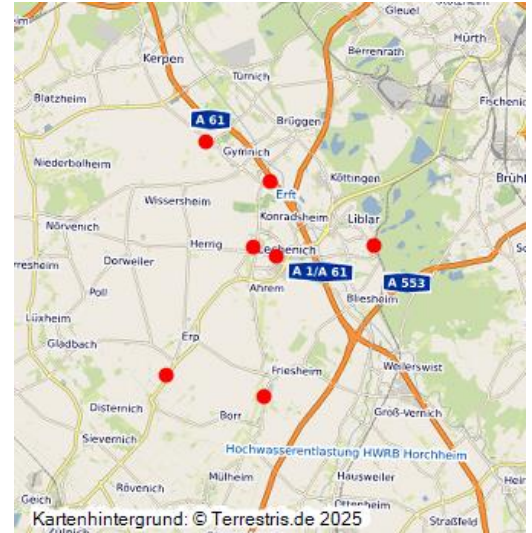 Gleuel
Hürth
Berrenrath
Kerpen
Türnich
Blatzheim
Fischenic
A 61
Brüggen
Gymnich
Niederbolheim
Köttingen
Brühl
Erft
Wissersheim
Konradsheim
Liblar
Nörvenich
Herrig
Lechenich
Dorweiler
A 1/A 61
A 553
Ahrem
Poll
Bliesheim
Lüxheim
Erp
Gladbach
Friesheim
Weilerswist
Disternich
Borr
Groß-Vernich
Sievernich
Hochwasserentlastung HWRB Horchheim
Mülheim
Hausweiler
Rövenich
Geich
Straßfeld
Kartenhintergrund: © Terrestris.de 2025